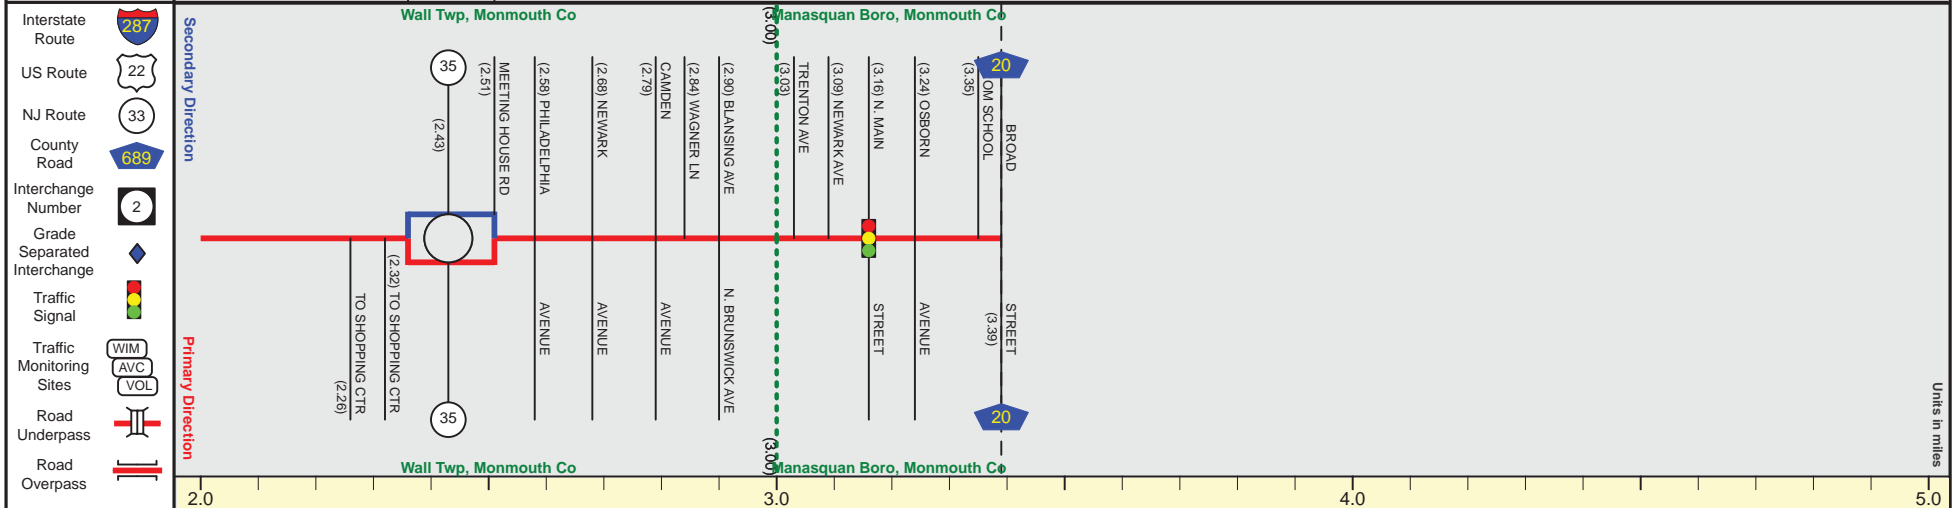 Interstate
Route
287
US Route
22
NJ Route
33
County
Road
689
Interchange
Number
2
Grade
Separated
Interchange
Traffic
Signal
Traffic
Monitoring
Sites
WIM
AVC
VOL
Road
Underpass
Road
Overpass
Secondary Direction
Primary Direction
Wall Twp, Monmouth Co
(3.00)
Manasquan Boro, Monmouth Co
35
(2.43)
(2.51)
MEETING HOUSE RD
(2.58) PHILADELPHIA
(2.68) NEWARK
(2.79)
CAMDEN
(2.84) WAGNER LN
(2.90) BLANSING AVE
(3.03)
TRENTON AVE
(3.09) NEWARK AVE
(3.16) N. MAIN
(3.24) OSBORN
(3.35)
OM SCHOOL
20
BROAD
(2.26)
TO SHOPPING CTR
(2.32) TO SHOPPING CTR
35
AVENUE
AVENUE
AVENUE
N. BRUNSWICK AVE
STREET
AVENUE
(3.39)
STREET
20
Wall Twp, Monmouth Co
(3.00)
Manasquan Boro, Monmouth Co
Units in miles
2.0
3.0
4.0
5.0